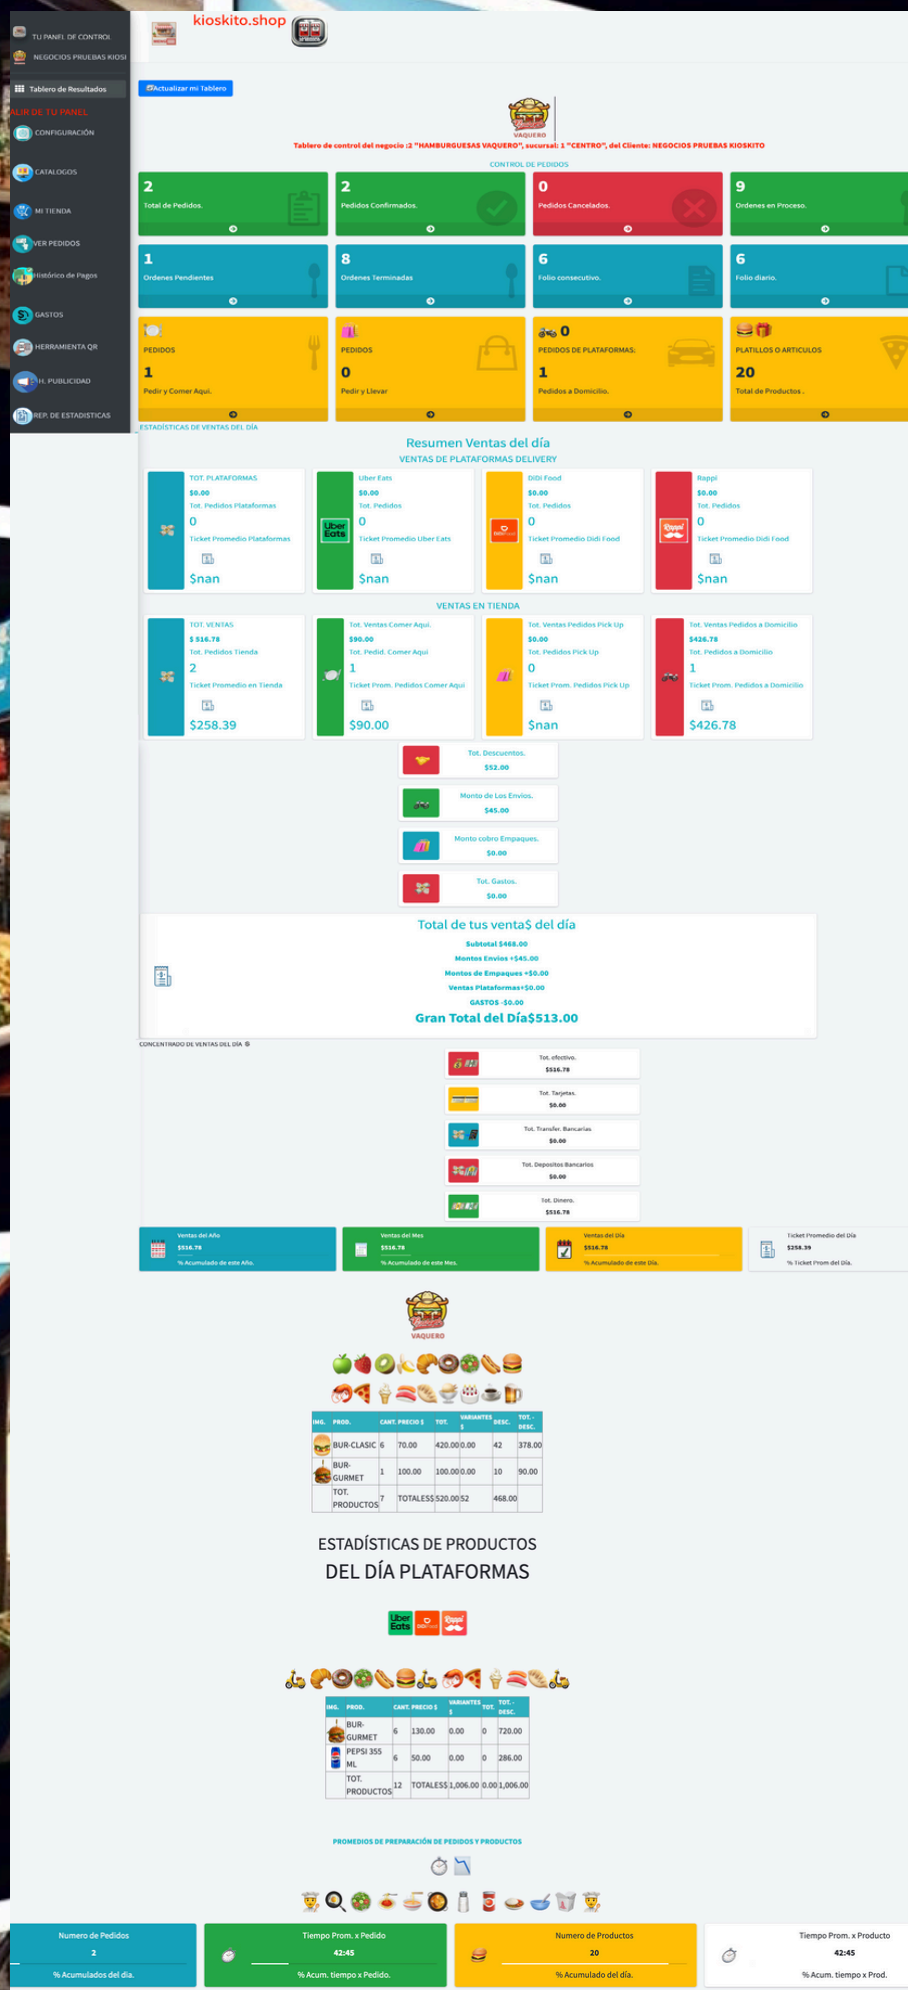 kioskito.shop
TU PANEL DE CONTROL
NEGOCIOS PRUEBAS KIOSI
Tablero de Resultados
ALIR DE TU PANEL
CONFIGURACIÓN
CATALOGOS
MI TIENDA
VER PEDIDOS
Histórico de Pagos
GASTOS
HERRAMIENTA QR
H. PUBLICIDAD
REP. DE ESTADISTICAS
Actualizar mi Tablero
VAQUERO
Tablero de control del negocio :2 "HAMBURGUESAS VAQUERO", sucursal: 1 "CENTRO", del Cliente: NEGOCIOS PRUEBAS KIOSKITO
CONTROL DE PEDIDOS
2 2 0 9
Total de Pedidos. Pedidos Confirmados. Pedidos Cancelados. Ordenes en Proceso.
1 8 6 6
Ordenes Pendientes Ordenes Terminadas Folio consecutivo. Folio diario.
0
PEDIDOS PEDIDOS PEDIDOS DE PLATAFORMAS: PLATILLOS O ARTICULOS
1 0 1 20
Pedir y Comer Aqui. Pedir y Llevar Pedidos a Domicilio. Total de Productos .
ESTADÍSTICAS DE VENTAS DEL DÍA
Resumen Ventas del día
VENTAS DE PLATAFORMAS DELIVERY
TOT. PLATAFORMAS Uber Eats DiDi Food Rappi
$0.00 $0.00 $0.00 $0.00
Tot. Pedidos Plataformas Tot. Pedidos Tot. Pedidos Tot. Pedidos
0 0 0 0
Uber Eats
Rappi
Ticket Promedio Plataformas Ticket Promedio Uber Eats Ticket Promedio Didi Food Ticket Promedio Didi Food
$nan $nan $nan $nan
VENTAS EN TIENDA
TOT. VENTAS Tot. Ventas Comer Aqui. Tot. Ventas Pedidos Pick Up Tot. Ventas Pedidos a Domicilio
$ 516.78 $90.00 $0.00 $426.78
Tot. Pedidos Tienda Tot. Pedid. Comer Aqui Tot. Pedidos Pick Up Tot. Pedidos a Domicilio
2 1 0 1
Ticket Promedio en Tienda Ticket Prom. Pedidos Comer Aqui Ticket Prom. Pedidos Pick Up Ticket Prom. Pedidos a Domicilio
$258.39 $90.00 $nan $426.78
Tot. Descuentos.
$52.00
Monto de Los Envios.
$45.00
Monto cobro Empaques.
$0.00
Tot. Gastos.
$0.00
Total de tus venta$ del día
Subtotal $468.00
Montos Envios +$45.00
Montos de Empaques +$0.00
Ventas Plataformas+$0.00
GASTOS -$0.00
Gran Total del Día$513.00
CONCENTRADO DE VENTAS DEL DÍA
Tot. efectivo.
$516.78
Tot. Tarjetas.
$0.00
Tot. Transfer. Bancarias
$0.00
Tot. Depositos Bancarios
$0.00
Tot. Dinero.
$516.78
Ventas del Año Ventas del Mes Ventas del Día Ticket Promedio del Día
$516.78 $516.78 $516.78 $258.39
% Acumulado de este Año. % Acumulado de este Mes. % Acumulado de este Día. % Ticket Prom del Día.
VAQUERO
IMG. PROD. CANT. PRECIO $ TOT. VARIANTES $ DESC. TOT. - DESC.
BUR-CLASIC 6 70.00 420.00 0.00 42 378.00
BUR-GURMET 1 100.00 100.00 0.00 10 90.00
TOT. PRODUCTOS 7 TOTALES$ 520.00 52 468.00
ESTADÍSTICAS DE PRODUCTOS
DEL DÍA PLATAFORMAS
Uber Eats Rappi
IMG. PROD. CANT. PRECIO $ VARIANTES $ TOT. TOT. - DESC.
BUR-GURMET 6 130.00 0.00 0 720.00
PEPSI 355 ML 6 50.00 0.00 0 286.00
TOT. PRODUCTOS 12 TOTALES$ 1,006.00 0.00 1,006.00
PROMEDIOS DE PREPARACIÓN DE PEDIDOS Y PRODUCTOS
Numero de Pedidos Tiempo Prom. x Pedido Numero de Productos Tiempo Prom. x Producto
2 42:45 20 42:45
% Acumulados del dia. % Acum. tiempo x Pedido. % Acumulado del día. % Acum. tiempo x Prod.